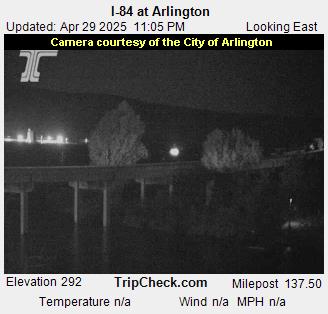 I-84 at Arlington
Updated: Apr 29 2025 11:05 PM Looking East
Camera courtesy of the City of Arlington
Elevation 292 TripCheck.com Milepost 137.50
Temperature n/a Wind n/a MPH n/a